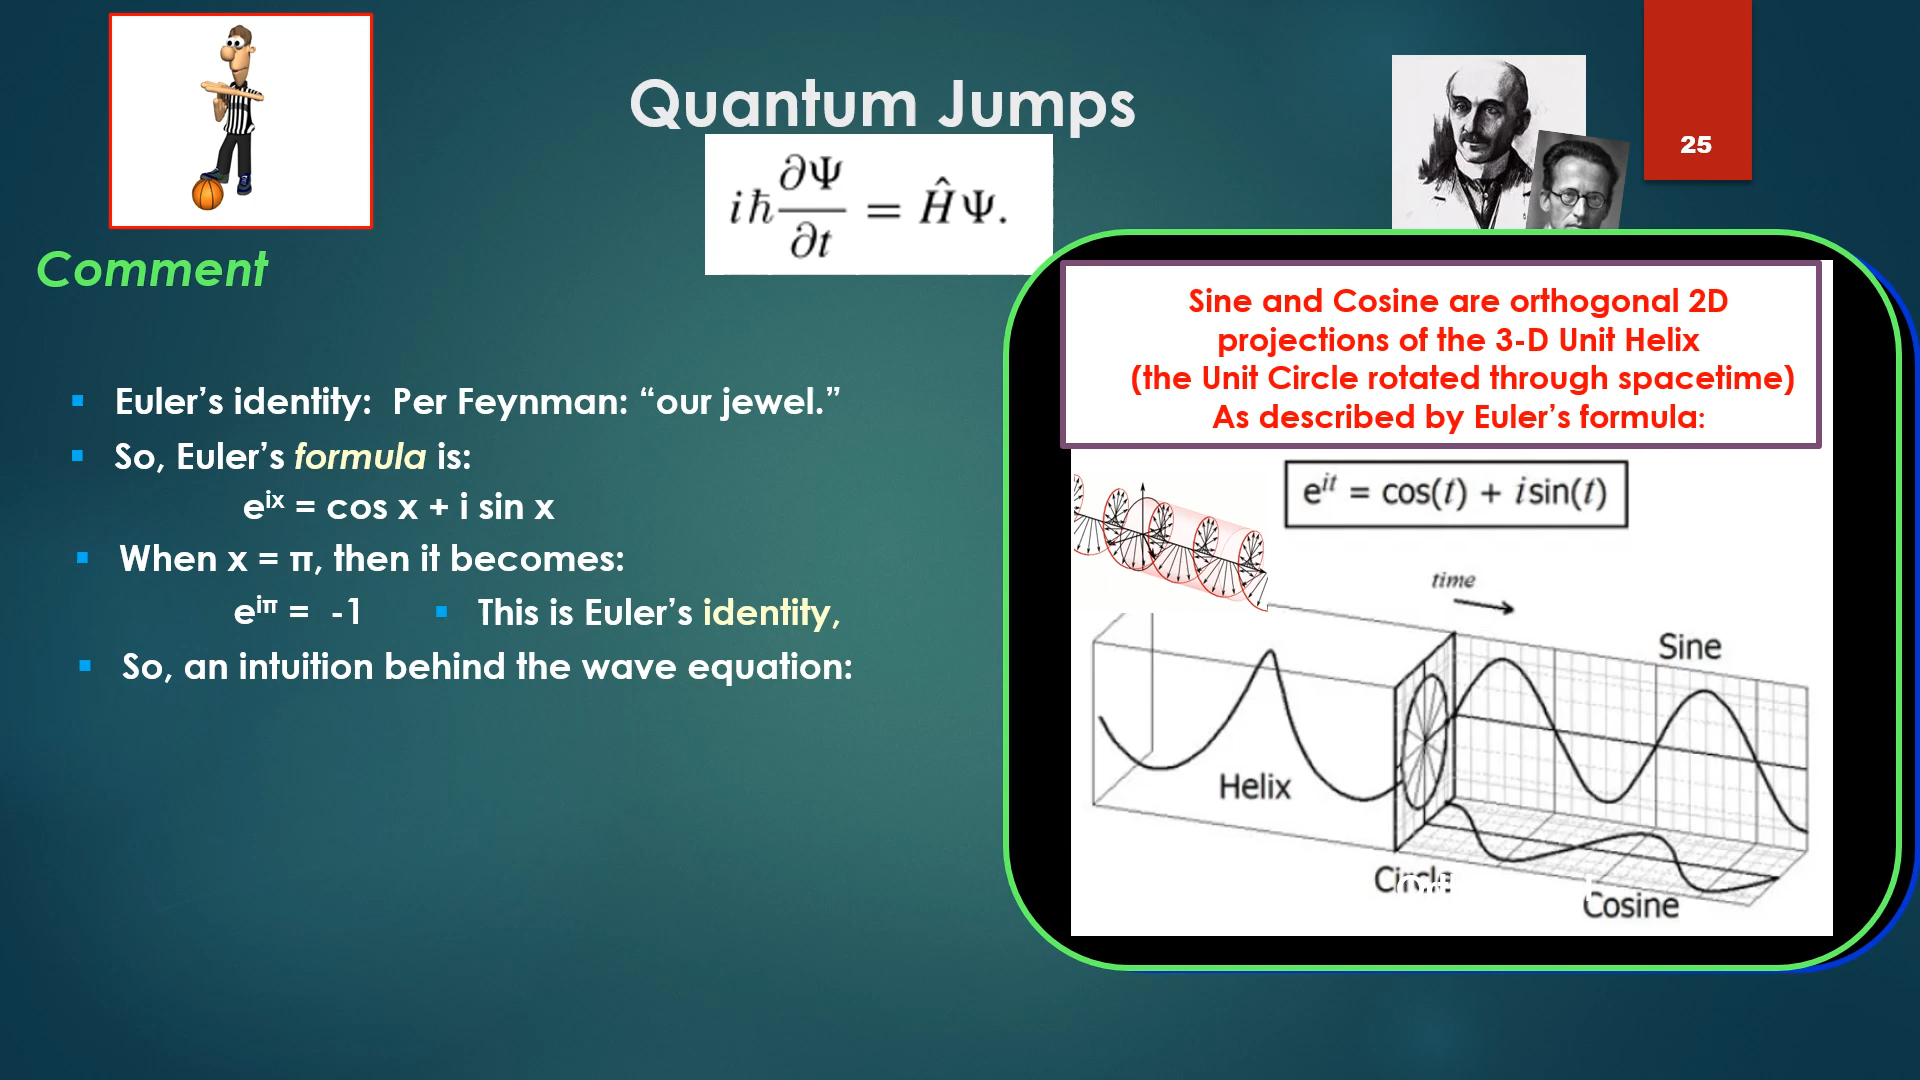 Quantum Jumps
25
iħ ∂Ψ/∂t = ĤΨ.
Comment
Euler’s identity: Per Feynman: “our jewel.”
So, Euler’s formula is:
eⁱˣ = cos x + i sin x
When x = π, then it becomes:
e^iπ = -1
This is Euler’s identity,
So, an intuition behind the wave equation:
Sine and Cosine are orthogonal 2D
projections of the 3-D Unit Helix
(the Unit Circle rotated through spacetime)
As described by Euler’s formula:
e^it = cos(t) + i sin(t)
time
Sine
Helix
Circle
Cosine